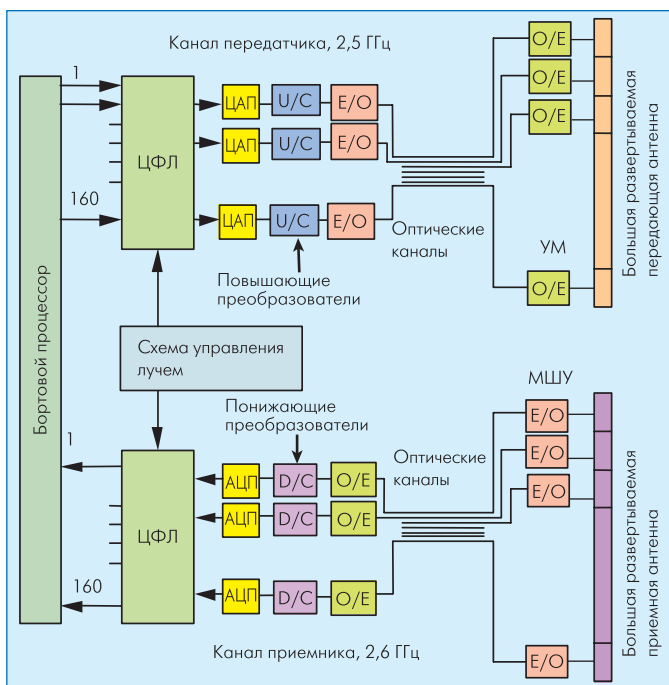 Канал передатчика, 2,5 ГГц
1
160
Бортовой процессор
ЦФЛ
ЦАП
U/C
E/O
ЦАП
U/C
E/O
ЦАП
U/C
E/O
Повышающие
преобразователи
Оптические
каналы
O/E
O/E
O/E
УМ
O/E
Большая развертываемая
передающая антенна
Схема управления
лучем
Понижающие
преобразователи
1
160
ЦФЛ
АЦП
D/C
O/E
АЦП
D/C
O/E
АЦП
D/C
O/E
Оптические
каналы
МШУ
E/O
E/O
E/O
E/O
Большая развертываемая
приемная антенна
Канал приемника, 2,6 ГГц